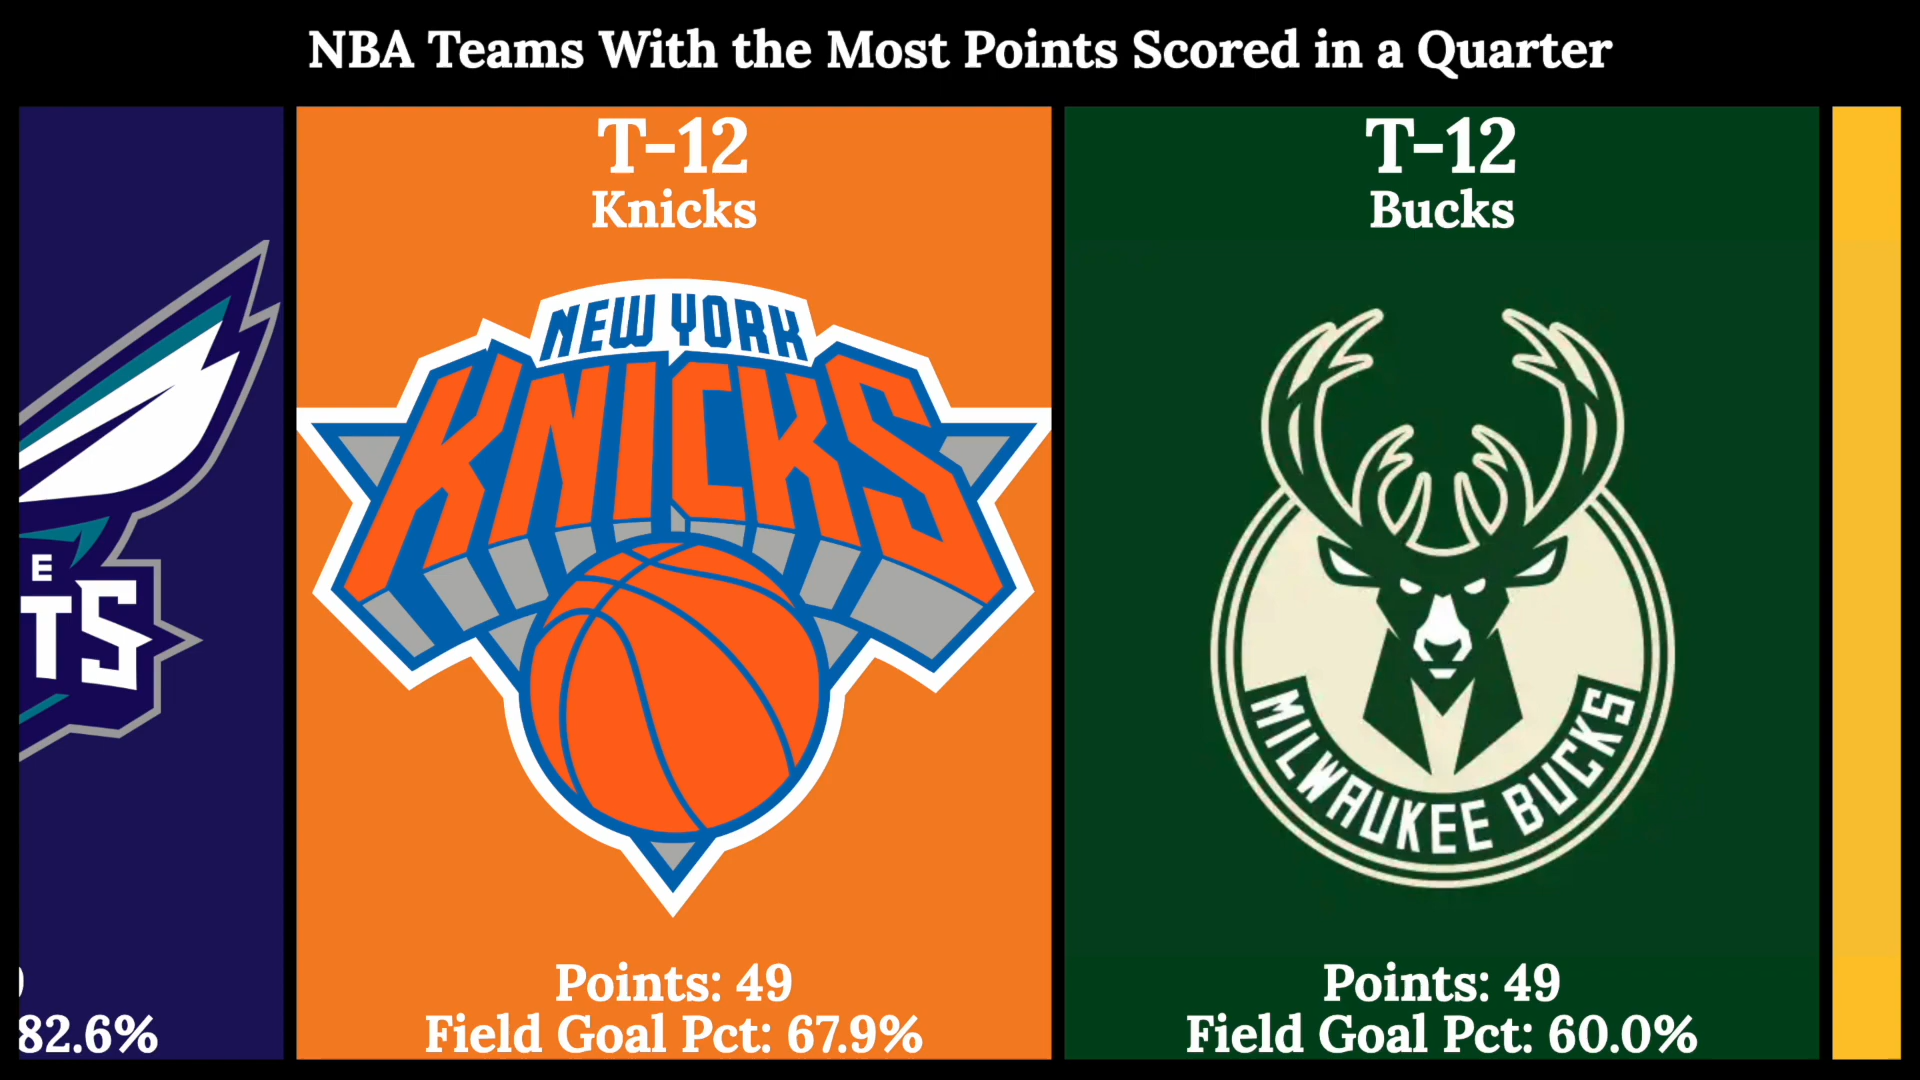 NBA Teams With the Most Points Scored in a Quarter
E
TS
82.6%
T-12
Knicks
NEW YORK
KNICKS
Points: 49
Field Goal Pct: 67.9%
T-12
Bucks
MILWAUKEE BUCKS
Points: 49
Field Goal Pct: 60.0%